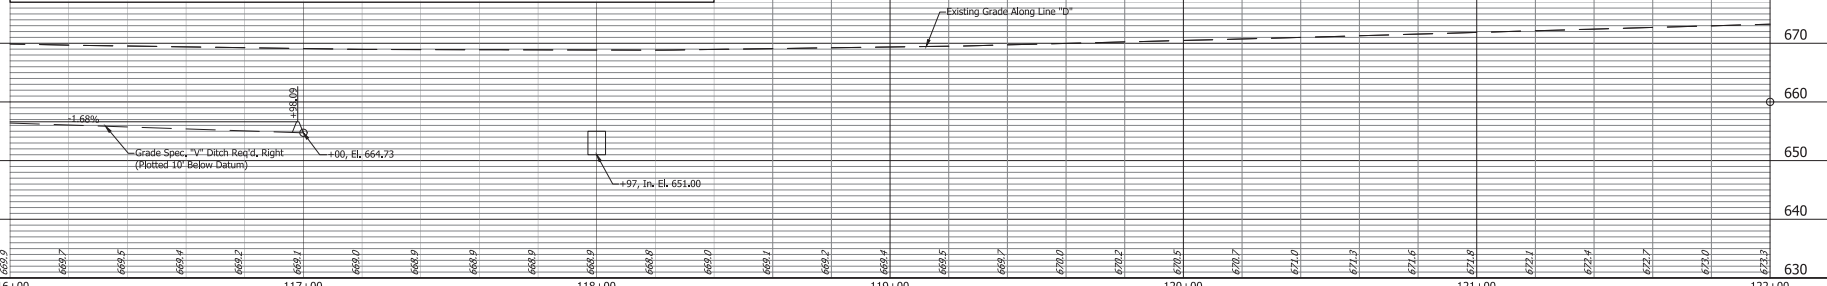 Existing Grade Along Line "D"
670
+98.09
660
-1.68%
Grade Spec. "V" Ditch Req'd. Right
(Plotted 10' Below Datum)
+00, El. 664.73
650
+97, In. El. 651.00
640
669.9 669.7 669.5 669.4 669.2 669.1 669.0 668.9 668.9 668.9 668.9 668.8 669.0 669.1 669.2 669.4 669.5 669.7 670.0 670.2 670.5 670.7 671.0 671.3 671.6 671.8 672.1 672.4 672.7 673.0 673.3
630
117+00 118+00 119+00 120+00 121+00 122+00